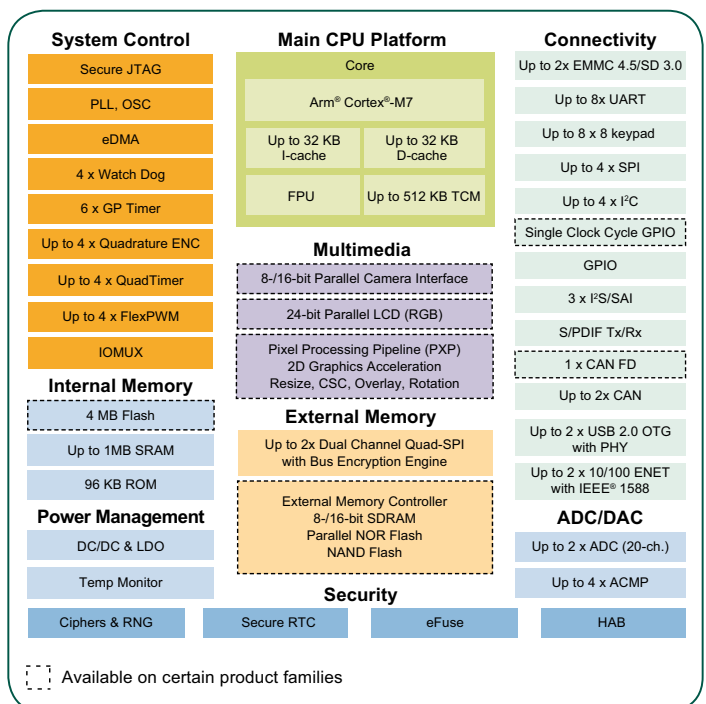 System Control
Secure JTAG
PLL, OSC
eDMA
4 x Watch Dog
6 x GP Timer
Up to 4 x Quadrature ENC
Up to 4 x QuadTimer
Up to 4 x FlexPWM
IOMUX
Internal Memory
4 MB Flash
Up to 1MB SRAM
96 KB ROM
Power Management
DC/DC & LDO
Temp Monitor
Main CPU Platform
Core
Arm® Cortex®-M7
Up to 32 KB
I-cache
Up to 32 KB
D-cache
FPU
Up to 512 KB TCM
Multimedia
8-/16-bit Parallel Camera Interface
24-bit Parallel LCD (RGB)
Pixel Processing Pipeline (PXP)
2D Graphics Acceleration
Resize, CSC, Overlay, Rotation
External Memory
Up to 2x Dual Channel Quad-SPI
with Bus Encryption Engine
External Memory Controller
8-/16-bit SDRAM
Parallel NOR Flash
NAND Flash
Connectivity
Up to 2x EMMC 4.5/SD 3.0
Up to 8x UART
Up to 8 x 8 keypad
Up to 4 x SPI
Up to 4 x I²C
Single Clock Cycle GPIO
GPIO
3 x I²S/SAI
S/PDIF Tx/Rx
1 x CAN FD
Up to 2x CAN
Up to 2 x USB 2.0 OTG
with PHY
Up to 2 x 10/100 ENET
with IEEE® 1588
ADC/DAC
Up to 2 x ADC (20-ch.)
Up to 4 x ACMP
Security
Ciphers & RNG
Secure RTC
eFuse
HAB
Available on certain product families